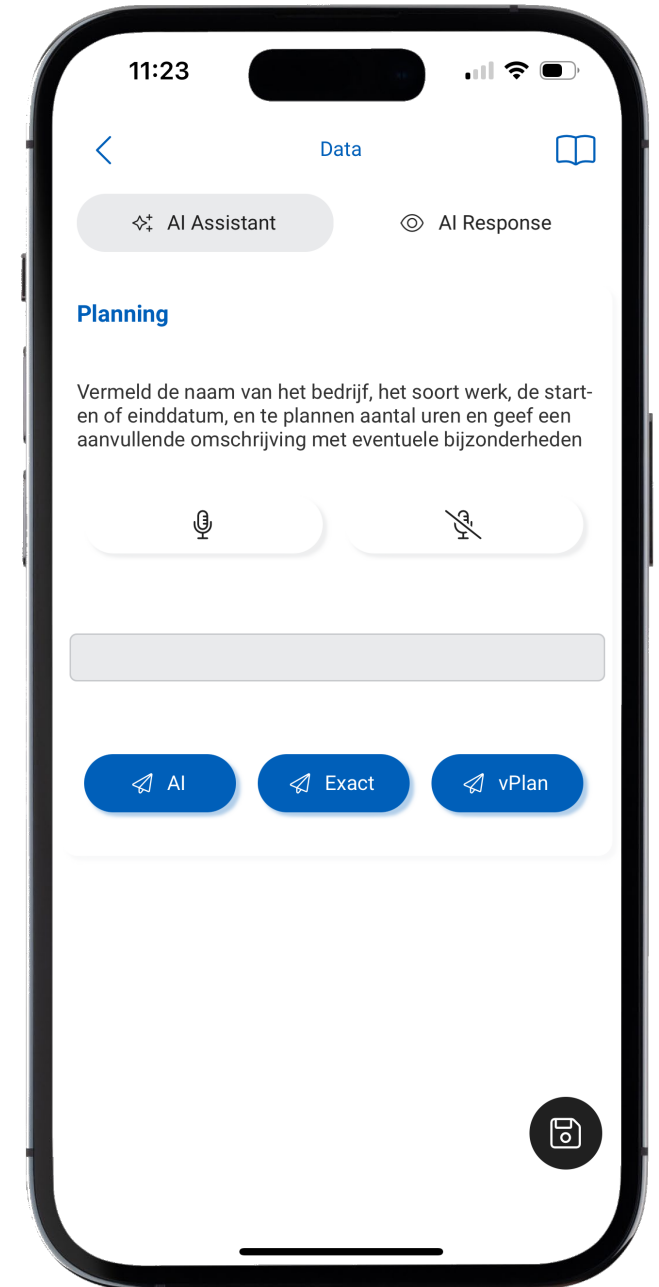 11:23
Data
AI Assistant
AI Response
Planning
Vermeld de naam van het bedrijf, het soort werk, de start-
en of einddatum, en te plannen aantal uren en geef een
aanvullende omschrijving met eventuele bijzonderheden
AI
Exact
vPlan